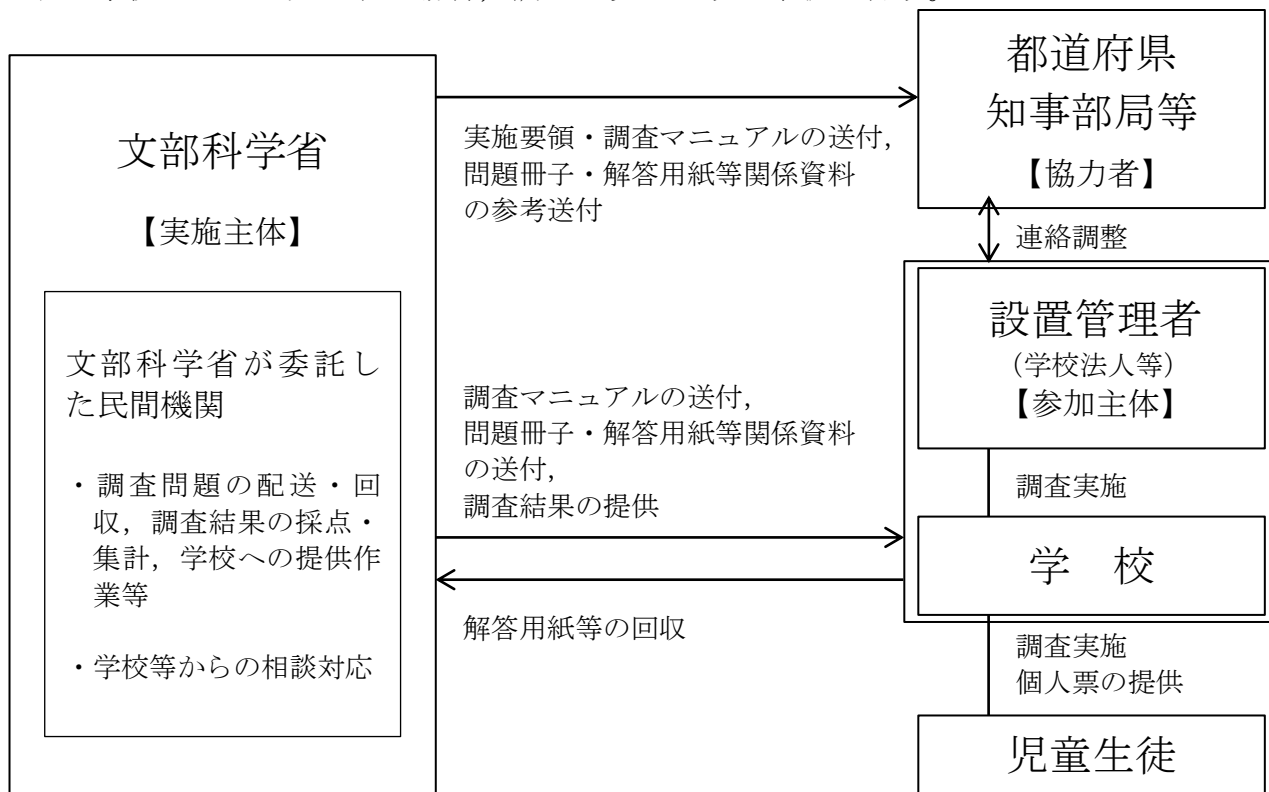 文部科学省
【実施主体】
文部科学省が委託し
た民間機関
・調査問題の配送・回
収，調査結果の採点・
集計，学校への提供作
業等
・学校等からの相談対応
実施要領・調査マニュアルの送付，
問題冊子・解答用紙等関係資料
の参考送付
調査マニュアルの送付，
問題冊子・解答用紙等関係資料
の送付，
調査結果の提供
解答用紙等の回収
都道府県
知事部局等
【協力者】
連絡調整
設置管理者
（学校法人等）
【参加主体】
調査実施
学　校
調査実施
個人票の提供
児童生徒